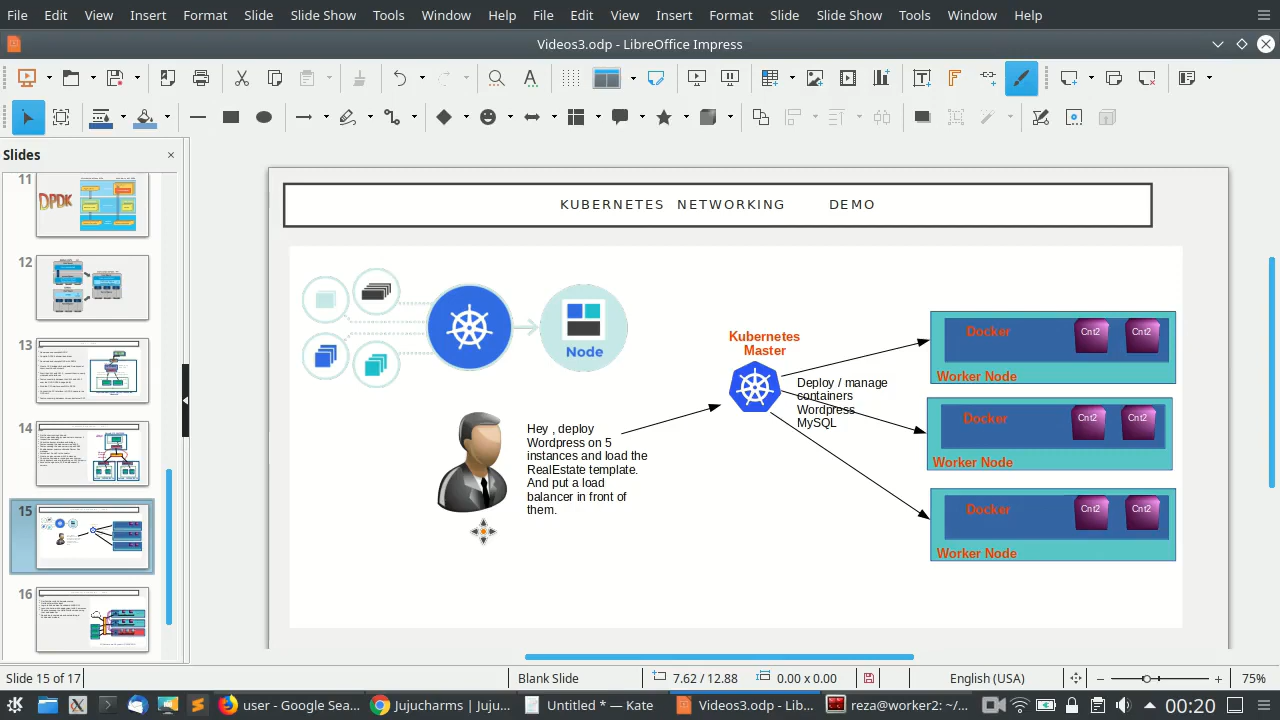 File Edit View Insert Format Slide Slide Show Tools Window Help File Edit View Insert Format Slide Slide Show Tools Window Help
Videos3.odp - LibreOffice Impress
Slides
11
DPDK
12
13
14
15
16
KUBERNETES NETWORKING DEMO
Node
Kubernetes
Master
Deploy / manage
containers
Wordpress
MySQL
Hey , deploy
Wordpress on 5
instances and load the
RealEstate template.
And put a load
balancer in front of
them.
Docker Cnt2 Cnt2
Worker Node
Docker Cnt2 Cnt2
Worker Node
Docker Cnt2 Cnt2
Worker Node
Slide 15 of 17 Blank Slide 7.62 / 12.88 0.00 x 0.00 English (USA) 75%
user - Google Sea... Jujucharms | Juju... Untitled * — Kate Videos3.odp - Lib... reza@worker2: ~/... 00:20